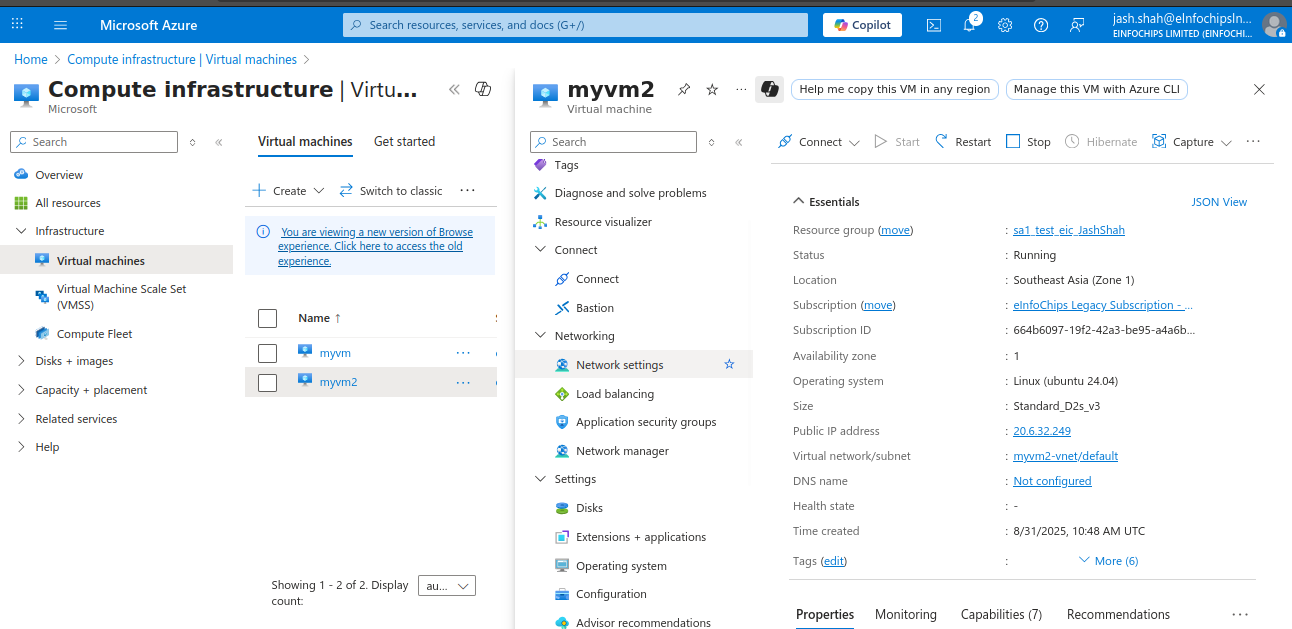 Microsoft Azure
Search resources, services, and docs (G+/)
Copilot
2
jash.shah@eInfochipsIn...
EINFOCHIPS LIMITED (EINFOCHI...
Home > Compute infrastructure | Virtual machines >
Compute infrastructure | Virtu...
Microsoft
Search
Overview
All resources
Infrastructure
Virtual machines
Virtual Machine Scale Set
(VMSS)
Compute Fleet
Disks + images
Capacity + placement
Related services
Help
Virtual machines
Get started
Create
Switch to classic
You are viewing a new version of Browse
experience. Click here to access the old
experience.
Name ↑
myvm
myvm2
Showing 1 - 2 of 2. Display
count:
au...
myvm2
Virtual machine
Help me copy this VM in any region
Manage this VM with Azure CLI
Search
Tags
Diagnose and solve problems
Resource visualizer
Connect
Connect
Bastion
Networking
Network settings
Load balancing
Application security groups
Network manager
Settings
Disks
Extensions + applications
Operating system
Configuration
Advisor recommendations
Connect
Start
Restart
Stop
Hibernate
Capture
Essentials
JSON View
Resource group (move) : sa1_test_eic_JashShah
Status : Running
Location : Southeast Asia (Zone 1)
Subscription (move) : eInfoChips Legacy Subscription - ...
Subscription ID : 664b6097-19f2-42a3-be95-a4a6b...
Availability zone : 1
Operating system : Linux (ubuntu 24.04)
Size : Standard_D2s_v3
Public IP address : 20.6.32.249
Virtual network/subnet : myvm2-vnet/default
DNS name : Not configured
Health state : -
Time created : 8/31/2025, 10:48 AM UTC
Tags (edit) :
More (6)
Properties
Monitoring
Capabilities (7)
Recommendations